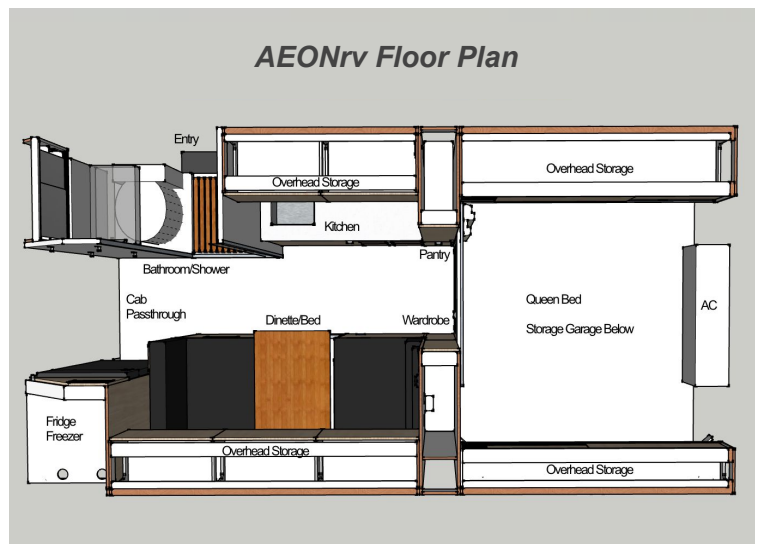 AEONrv Floor Plan
Entry
Overhead Storage
Overhead Storage
Kitchen
Pantry
Bathroom/Shower
Cab
Passthrough
Dinette/Bed
Wardrobe
Queen Bed
Storage Garage Below
AC
Fridge
Freezer
Overhead Storage
Overhead Storage